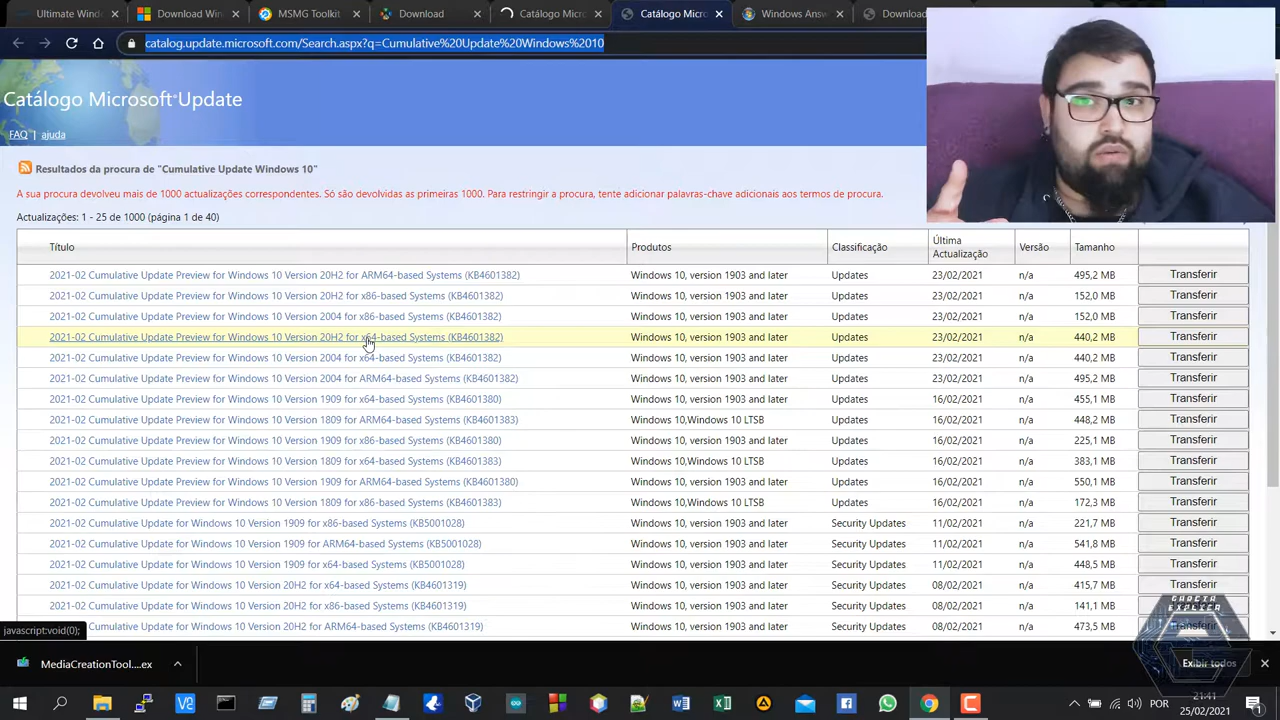 Ultimate Windo
Download Win
MSMG Toolkit
Downloa
Catálogo Micro
Catálogo Micro
Windows Ans
Downloa
catalog.update.microsoft.com/Search.aspx?q=Cumulative%20Update%20Windows%2010
Catálogo Microsoft Update
FAQ | ajuda
Resultados da procura de "Cumulative Update Windows 10"
A sua procura devolveu mais de 1000 actualizações correspondentes. Só são devolvidas as primeiras 1000. Para restringir a procura, tente adicionar palavras-chave adicionais aos termos de procura.
Actualizações: 1 - 25 de 1000 (página 1 de 40)
Título Produtos Classificação Última Actualização Versão Tamanho
2021-02 Cumulative Update Preview for Windows 10 Version 20H2 for ARM64-based Systems (KB4601382) Windows 10, version 1903 and later Updates 23/02/2021 n/a 495,2 MB Transferir
2021-02 Cumulative Update Preview for Windows 10 Version 20H2 for x86-based Systems (KB4601382) Windows 10, version 1903 and later Updates 23/02/2021 n/a 152,0 MB Transferir
2021-02 Cumulative Update Preview for Windows 10 Version 2004 for x86-based Systems (KB4601382) Windows 10, version 1903 and later Updates 23/02/2021 n/a 152,0 MB Transferir
2021-02 Cumulative Update Preview for Windows 10 Version 20H2 for x64-based Systems (KB4601382) Windows 10, version 1903 and later Updates 23/02/2021 n/a 440,2 MB Transferir
2021-02 Cumulative Update Preview for Windows 10 Version 2004 for x64-based Systems (KB4601382) Windows 10, version 1903 and later Updates 23/02/2021 n/a 440,2 MB Transferir
2021-02 Cumulative Update Preview for Windows 10 Version 2004 for ARM64-based Systems (KB4601382) Windows 10, version 1903 and later Updates 23/02/2021 n/a 495,2 MB Transferir
2021-02 Cumulative Update Preview for Windows 10 Version 1909 for x64-based Systems (KB4601380) Windows 10, version 1903 and later Updates 16/02/2021 n/a 455,1 MB Transferir
2021-02 Cumulative Update Preview for Windows 10 Version 1809 for ARM64-based Systems (KB4601383) Windows 10,Windows 10 LTSB Updates 16/02/2021 n/a 448,2 MB Transferir
2021-02 Cumulative Update Preview for Windows 10 Version 1909 for x86-based Systems (KB4601380) Windows 10, version 1903 and later Updates 16/02/2021 n/a 225,1 MB Transferir
2021-02 Cumulative Update Preview for Windows 10 Version 1809 for x64-based Systems (KB4601383) Windows 10,Windows 10 LTSB Updates 16/02/2021 n/a 383,1 MB Transferir
2021-02 Cumulative Update Preview for Windows 10 Version 1909 for ARM64-based Systems (KB4601380) Windows 10, version 1903 and later Updates 16/02/2021 n/a 550,1 MB Transferir
2021-02 Cumulative Update Preview for Windows 10 Version 1809 for x86-based Systems (KB4601383) Windows 10,Windows 10 LTSB Updates 16/02/2021 n/a 172,3 MB Transferir
2021-02 Cumulative Update for Windows 10 Version 1909 for x86-based Systems (KB5001028) Windows 10, version 1903 and later Security Updates 11/02/2021 n/a 221,7 MB Transferir
2021-02 Cumulative Update for Windows 10 Version 1909 for ARM64-based Systems (KB5001028) Windows 10, version 1903 and later Security Updates 11/02/2021 n/a 541,8 MB Transferir
2021-02 Cumulative Update for Windows 10 Version 1909 for x64-based Systems (KB5001028) Windows 10, version 1903 and later Security Updates 11/02/2021 n/a 448,5 MB Transferir
2021-02 Cumulative Update for Windows 10 Version 20H2 for x64-based Systems (KB4601319) Windows 10, version 1903 and later Security Updates 08/02/2021 n/a 415,7 MB Transferir
2021-02 Cumulative Update for Windows 10 Version 20H2 for x86-based Systems (KB4601319) Windows 10, version 1903 and later Security Updates 08/02/2021 n/a 141,1 MB Transferir
Cumulative Update for Windows 10 Version 20H2 for ARM64-based Systems (KB4601319) Windows 10, version 1903 and later Security Updates 08/02/2021 n/a 473,5 MB Transferir
javascript:void(0);
GARCIA EXPLICA
MediaCreationTool....ex
Exibir todos
POR
21:41
25/02/2021
1